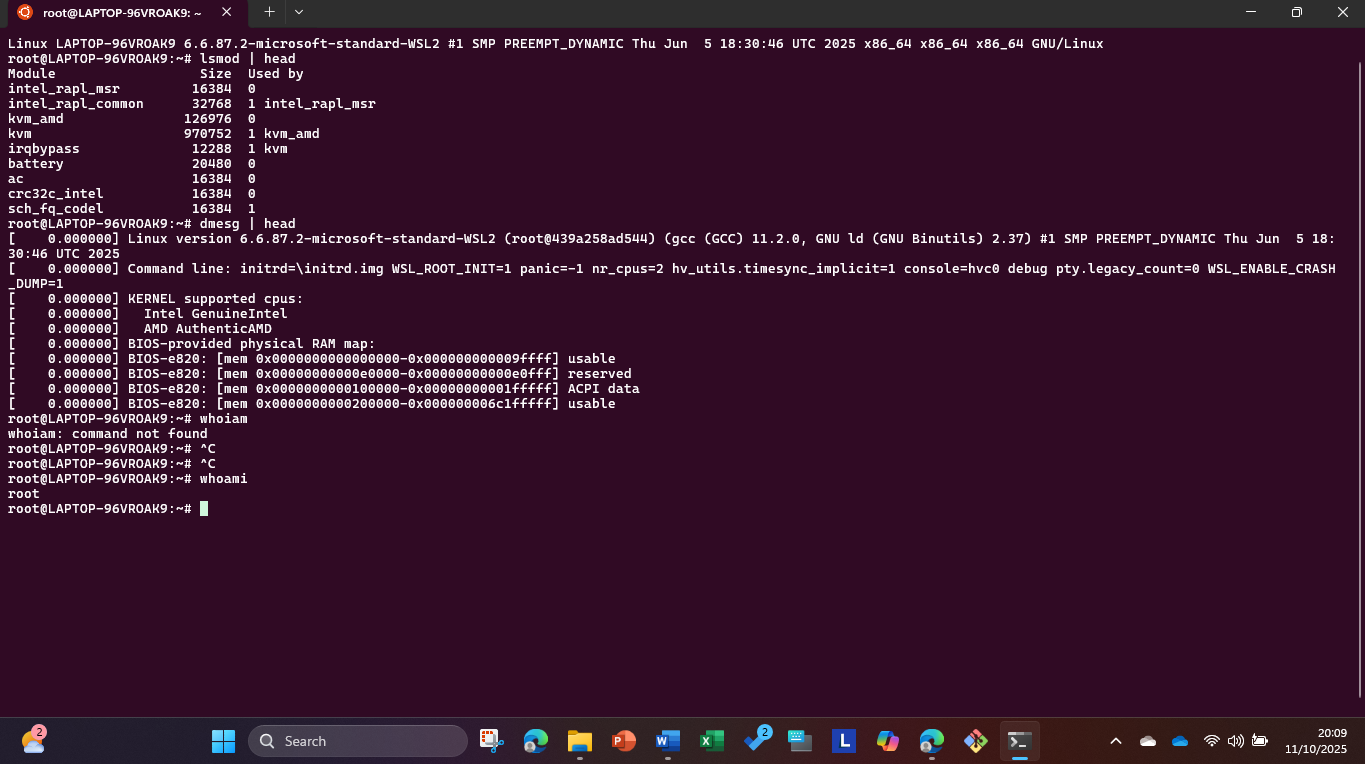 root@LAPTOP-96VROAK9: ~
Linux LAPTOP-96VROAK9 6.6.87.2-microsoft-standard-WSL2 #1 SMP PREEMPT_DYNAMIC Thu Jun  5 18:30:46 UTC 2025 x86_64 x86_64 x86_64 GNU/Linux
root@LAPTOP-96VROAK9:~# lsmod | head
Module                  Size  Used by
intel_rapl_msr         16384  0
intel_rapl_common      32768  1 intel_rapl_msr
kvm_amd               126976  0
kvm                   970752  1 kvm_amd
irqbypass              12288  1 kvm
battery                20480  0
ac                     16384  0
crc32c_intel           16384  0
sch_fq_codel           16384  1
root@LAPTOP-96VROAK9:~# dmesg | head
[    0.000000] Linux version 6.6.87.2-microsoft-standard-WSL2 (root@439a258ad544) (gcc (GCC) 11.2.0, GNU ld (GNU Binutils) 2.37) #1 SMP PREEMPT_DYNAMIC Thu Jun  5 18:
30:46 UTC 2025
[    0.000000] Command line: initrd=\initrd.img WSL_ROOT_INIT=1 panic=-1 nr_cpus=2 hv_utils.timesync_implicit=1 console=hvc0 debug pty.legacy_count=0 WSL_ENABLE_CRASH
_DUMP=1
[    0.000000] KERNEL supported cpus:
[    0.000000]   Intel GenuineIntel
[    0.000000]   AMD AuthenticAMD
[    0.000000] BIOS-provided physical RAM map:
[    0.000000] BIOS-e820: [mem 0x0000000000000000-0x000000000009ffff] usable
[    0.000000] BIOS-e820: [mem 0x00000000000e0000-0x00000000000e0fff] reserved
[    0.000000] BIOS-e820: [mem 0x0000000000100000-0x00000000001fffff] ACPI data
[    0.000000] BIOS-e820: [mem 0x0000000000200000-0x000000006c1fffff] usable
root@LAPTOP-96VROAK9:~# whoiam
whoiam: command not found
root@LAPTOP-96VROAK9:~# ^C
root@LAPTOP-96VROAK9:~# ^C
root@LAPTOP-96VROAK9:~# whoami
root
root@LAPTOP-96VROAK9:~#
2
Search
P
W
X
2
L
20:09
11/10/2025